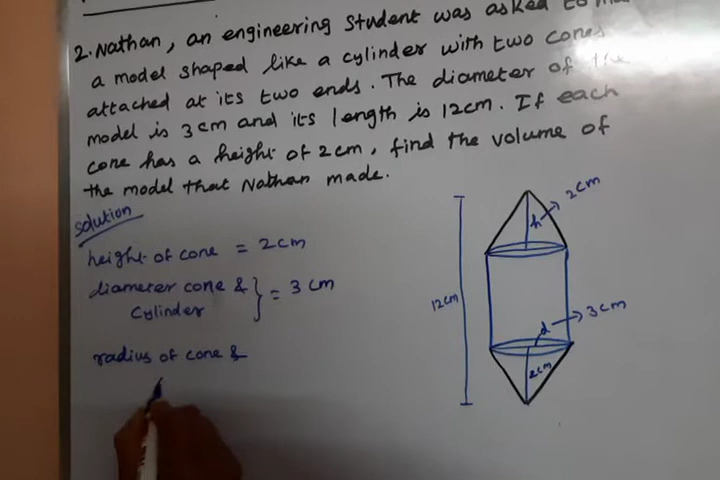 2. Nathan, an engineering student was asked to
a model shaped like a cylinder with two cones
attached at its two ends. The diameter of the
model is 3 cm and its length is 12cm. If each
cone has a height of 2cm, find the volume of
the model that Nathan made.
Solution
height of cone = 2cm
diameter cone &
Cylinder } = 3 cm
radius of cone &
h → 2cm
12cm
d → 3cm
2cm